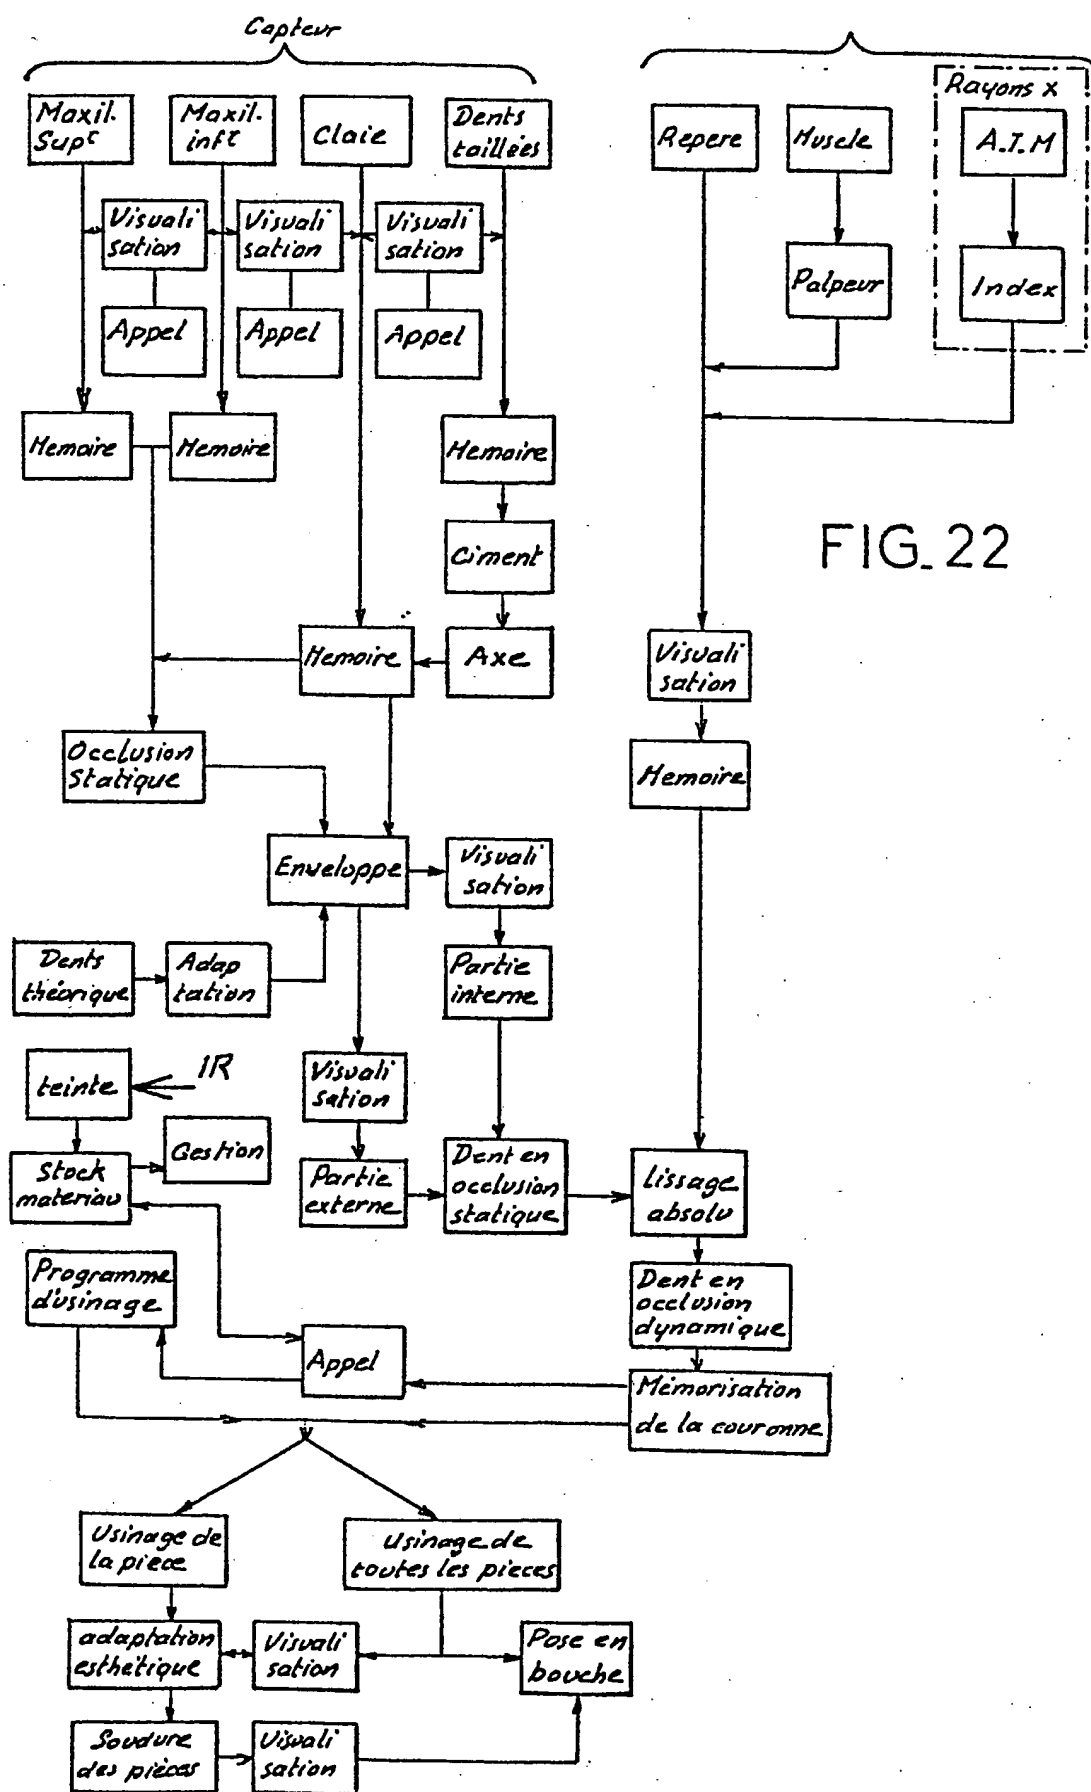 Capteur
Maxil.
Supr
Maxil.
infr
Claie
Dents
taillées
Repere
Muscle
Rayons x
A.T.M
Visuali
sation
Visuali
sation
Visuali
sation
Palpeur
Index
Appel
Appel
Appel
Memoire
Memoire
Memoire
Ciment
FIG_22
Memoire
Axe
Visuali
sation
Occlusion
Statique
Memoire
Enveloppe
Visuali
sation
Dents
théorique
Adap
tation
Partie
interne
teinte
IR
Visuali
sation
Gestion
Stock
materiau
Partie
externe
Dent en
occlusion
statique
lissage
absolu
Programme
d'usinage
Dent en
occlusion
dynamique
Appel
Mémorisation
de la couronne
Usinage de
la piece
usinage de
toutes les pieces
adaptation
esthétique
Visuali
sation
Pose en
bouche
Soudure
des pièces
Visuali
sation